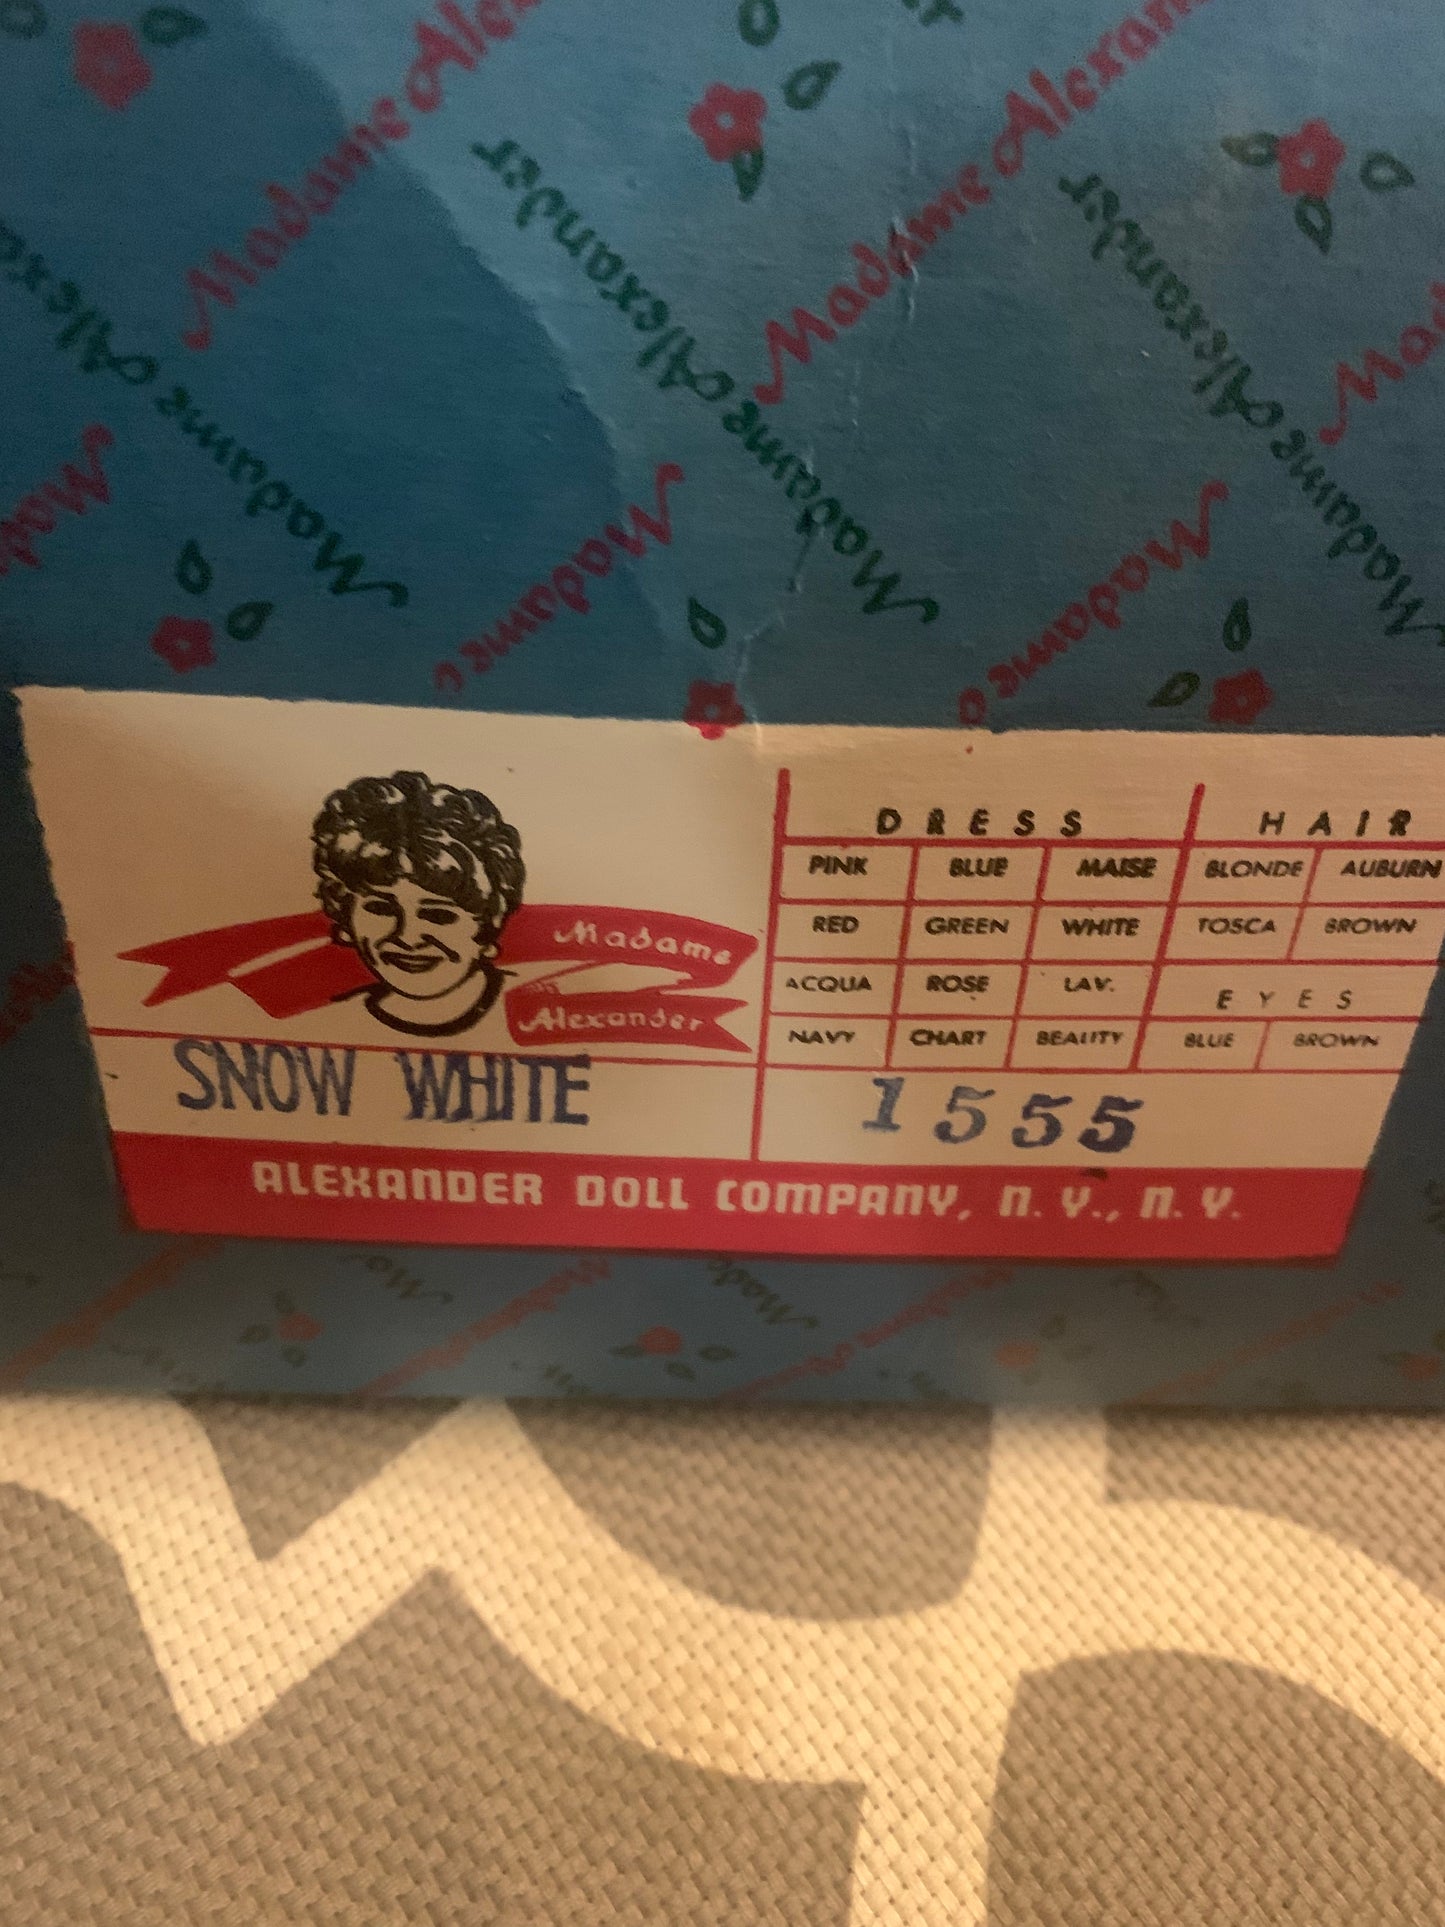 Madame Alexander
Madame Alexander
Madame Alexander
Madame Alexander
Madame
Madame
Madame
Alexander
DRESS
HAIR
PINK BLUE MAISE BLONDE AUBURN
RED GREEN WHITE TOSCA BROWN
ACQUA ROSE LAV. EYES
NAVY CHART BEAUTY BLUE BROWN
SNOW WHITE 1555
ALEXANDER DOLL COMPANY, N. Y., N. Y.